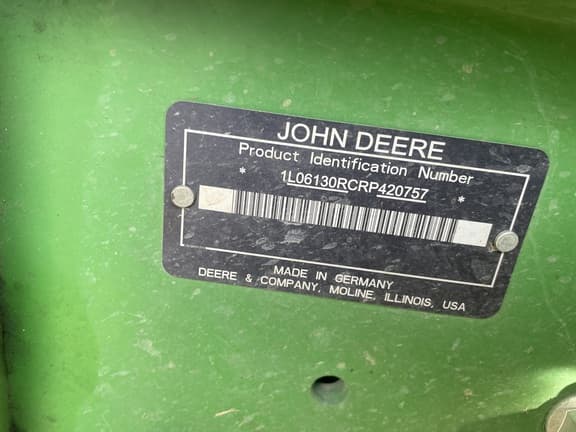 JOHN DEERE
Product Identification Number
* 1L06130RCRP420757 *
MADE IN GERMANY
DEERE & COMPANY, MOLINE, ILLINOIS, USA